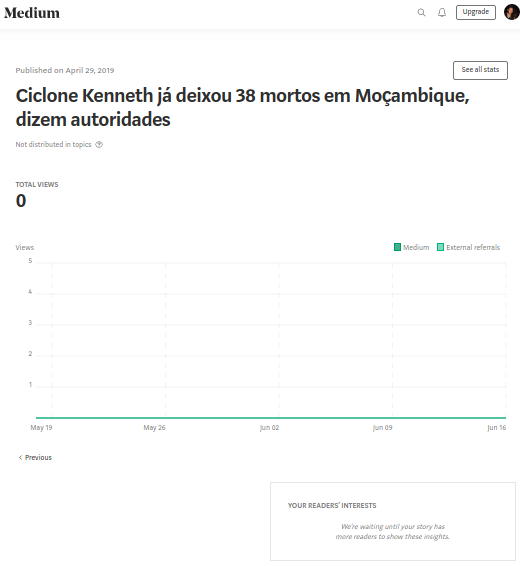 Medium
Upgrade
Published on April 29, 2019
See all stats
Ciclone Kenneth já deixou 38 mortos em Moçambique,
dizem autoridades
Not distributed in topics
TOTAL VIEWS
0
Views
Medium
External referrals
5
4
3
2
1
May 19
May 26
Jun 02
Jun 09
Jun 16
Previous
YOUR READERS' INTERESTS
We're waiting until your story has
more readers to show these insights.